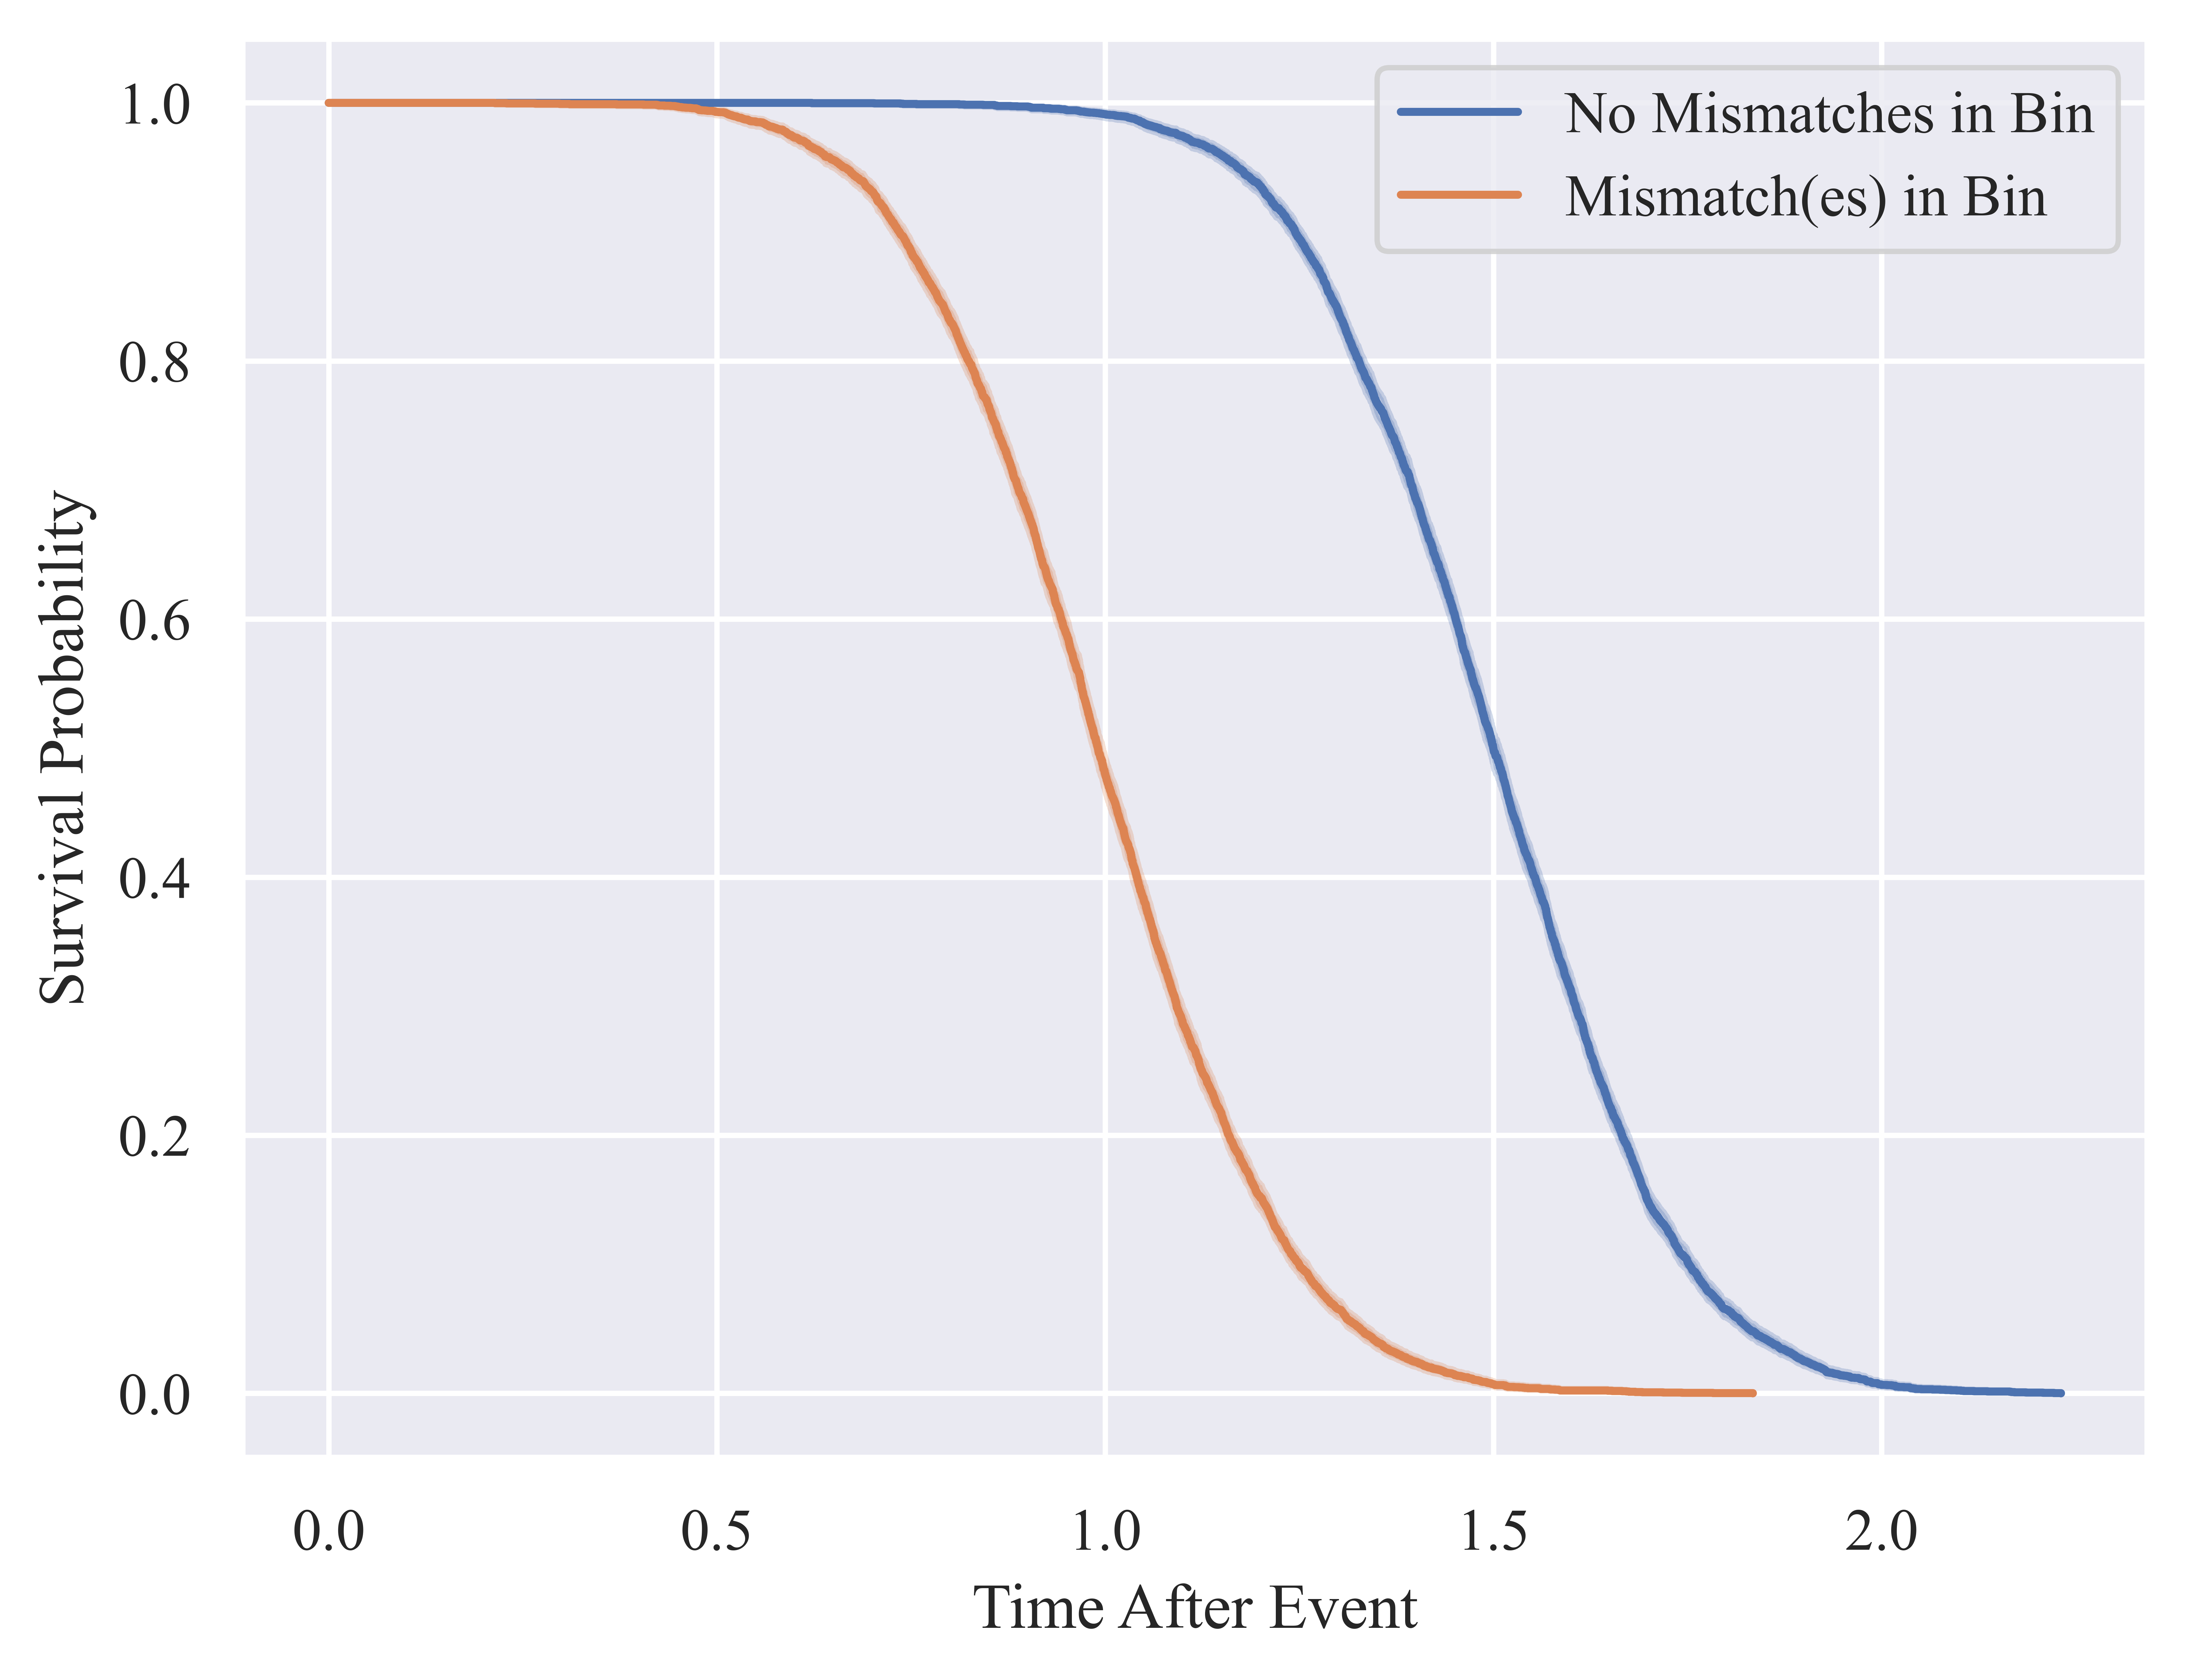 No Mismatches in Bin
Mismatch(es) in Bin
1.0
0.8
0.6
0.4
0.2
0.0
Survival Probability
0.0 0.5 1.0 1.5 2.0
Time After Event